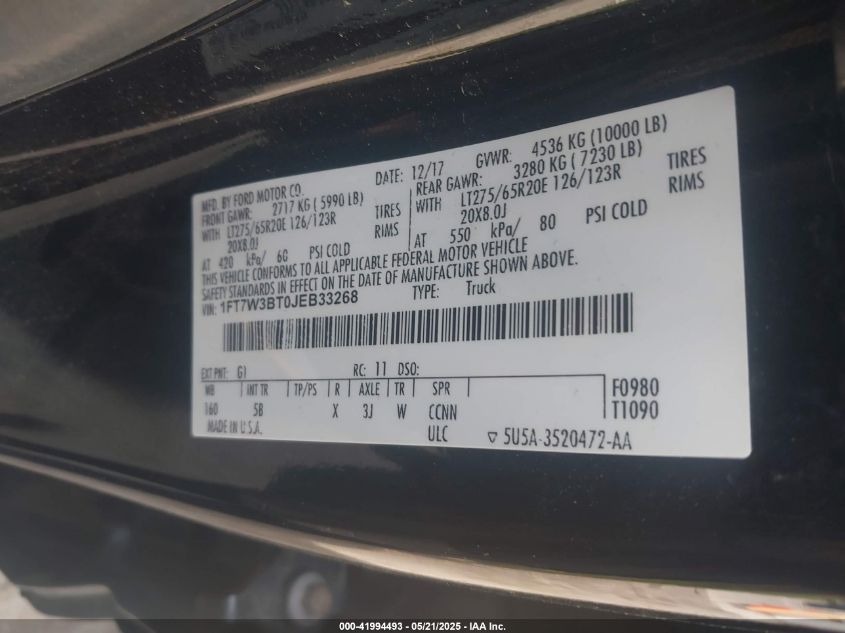 MFD. BY FORD MOTOR CO.
DATE: 12/17 GVWR: 4536 KG (10000 LB)
FRONT GAWR: 2717 KG (5990 LB) REAR GAWR: 3280 KG (7230 LB)
WITH LT275/65R20E 126/123R TIRES WITH LT275/65R20E 126/123R TIRES
20X8.0J RIMS 20X8.0J RIMS
AT 420 kPa/ 60 PSI COLD AT 550 kPa/ 80 PSI COLD
THIS VEHICLE CONFORMS TO ALL APPLICABLE FEDERAL MOTOR VEHICLE
SAFETY STANDARDS IN EFFECT ON THE DATE OF MANUFACTURE SHOWN ABOVE.
VIN: 1FT7W3BT0JEB33268 TYPE: Truck
EXT PNT: G1 RC: 11 DSO:
WB INT TR TP/PS R AXLE TR SPR F0980
160 5B X 3J W CCNN T1090
MADE IN U.S.A. ULC ▽ 5U5A-3520472-AA
000-41994493 - 05/21/2025 - IAA Inc.